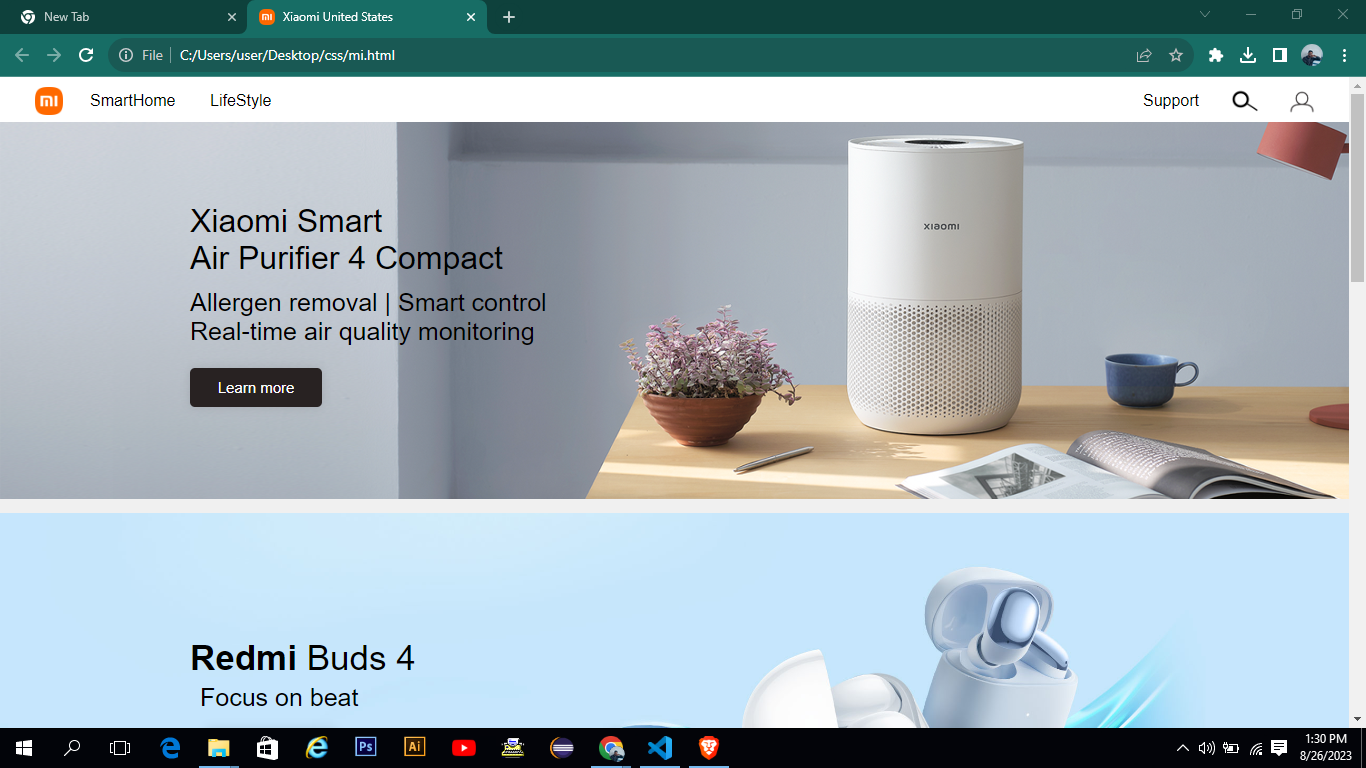 New Tab
Xiaomi United States
File
C:/Users/user/Desktop/css/mi.html
mi
SmartHome
LifeStyle
Support
xiaomi
Xiaomi Smart
Air Purifier 4 Compact
Allergen removal | Smart control
Real-time air quality monitoring
Learn more
Redmi Buds 4
Focus on beat
Ps
Ai
1:30 PM
8/26/2023